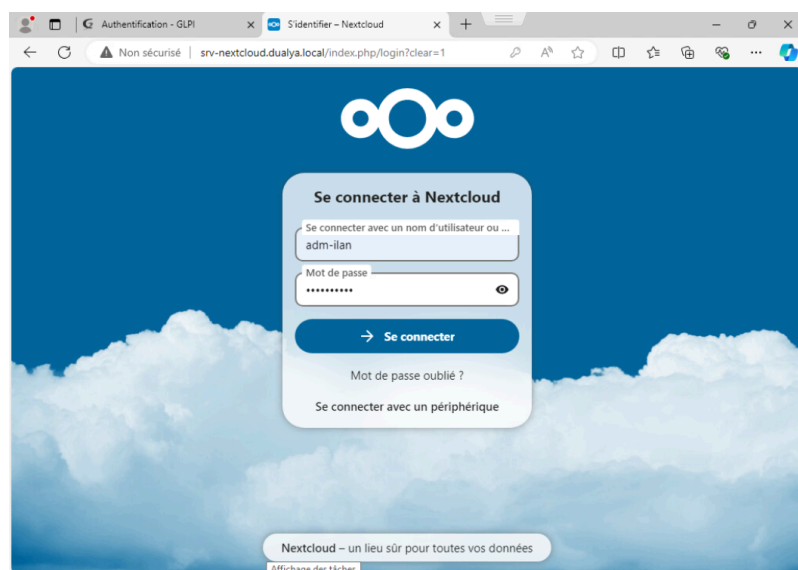 Authentification - GLPI
S'identifier – Nextcloud
Non sécurisé
srv-nextcloud.dualya.local/index.php/login?clear=1
Se connecter à Nextcloud
Se connecter avec un nom d'utilisateur ou ...
adm-ilan
Mot de passe
••••••••••
→ Se connecter
Mot de passe oublié ?
Se connecter avec un périphérique
Nextcloud – un lieu sûr pour toutes vos données
Affichage des tâches